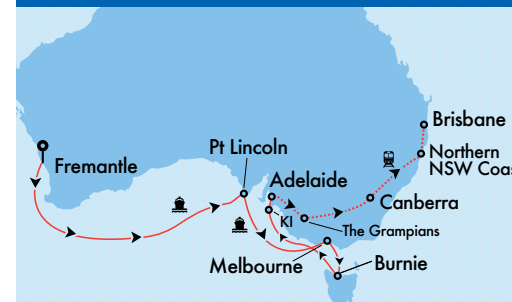 Brisbane
Pt Lincoln
Northern
NSW Coas
Fremantle
Adelaide
Canberra
KI
The Grampians
Melbourne
Burnie